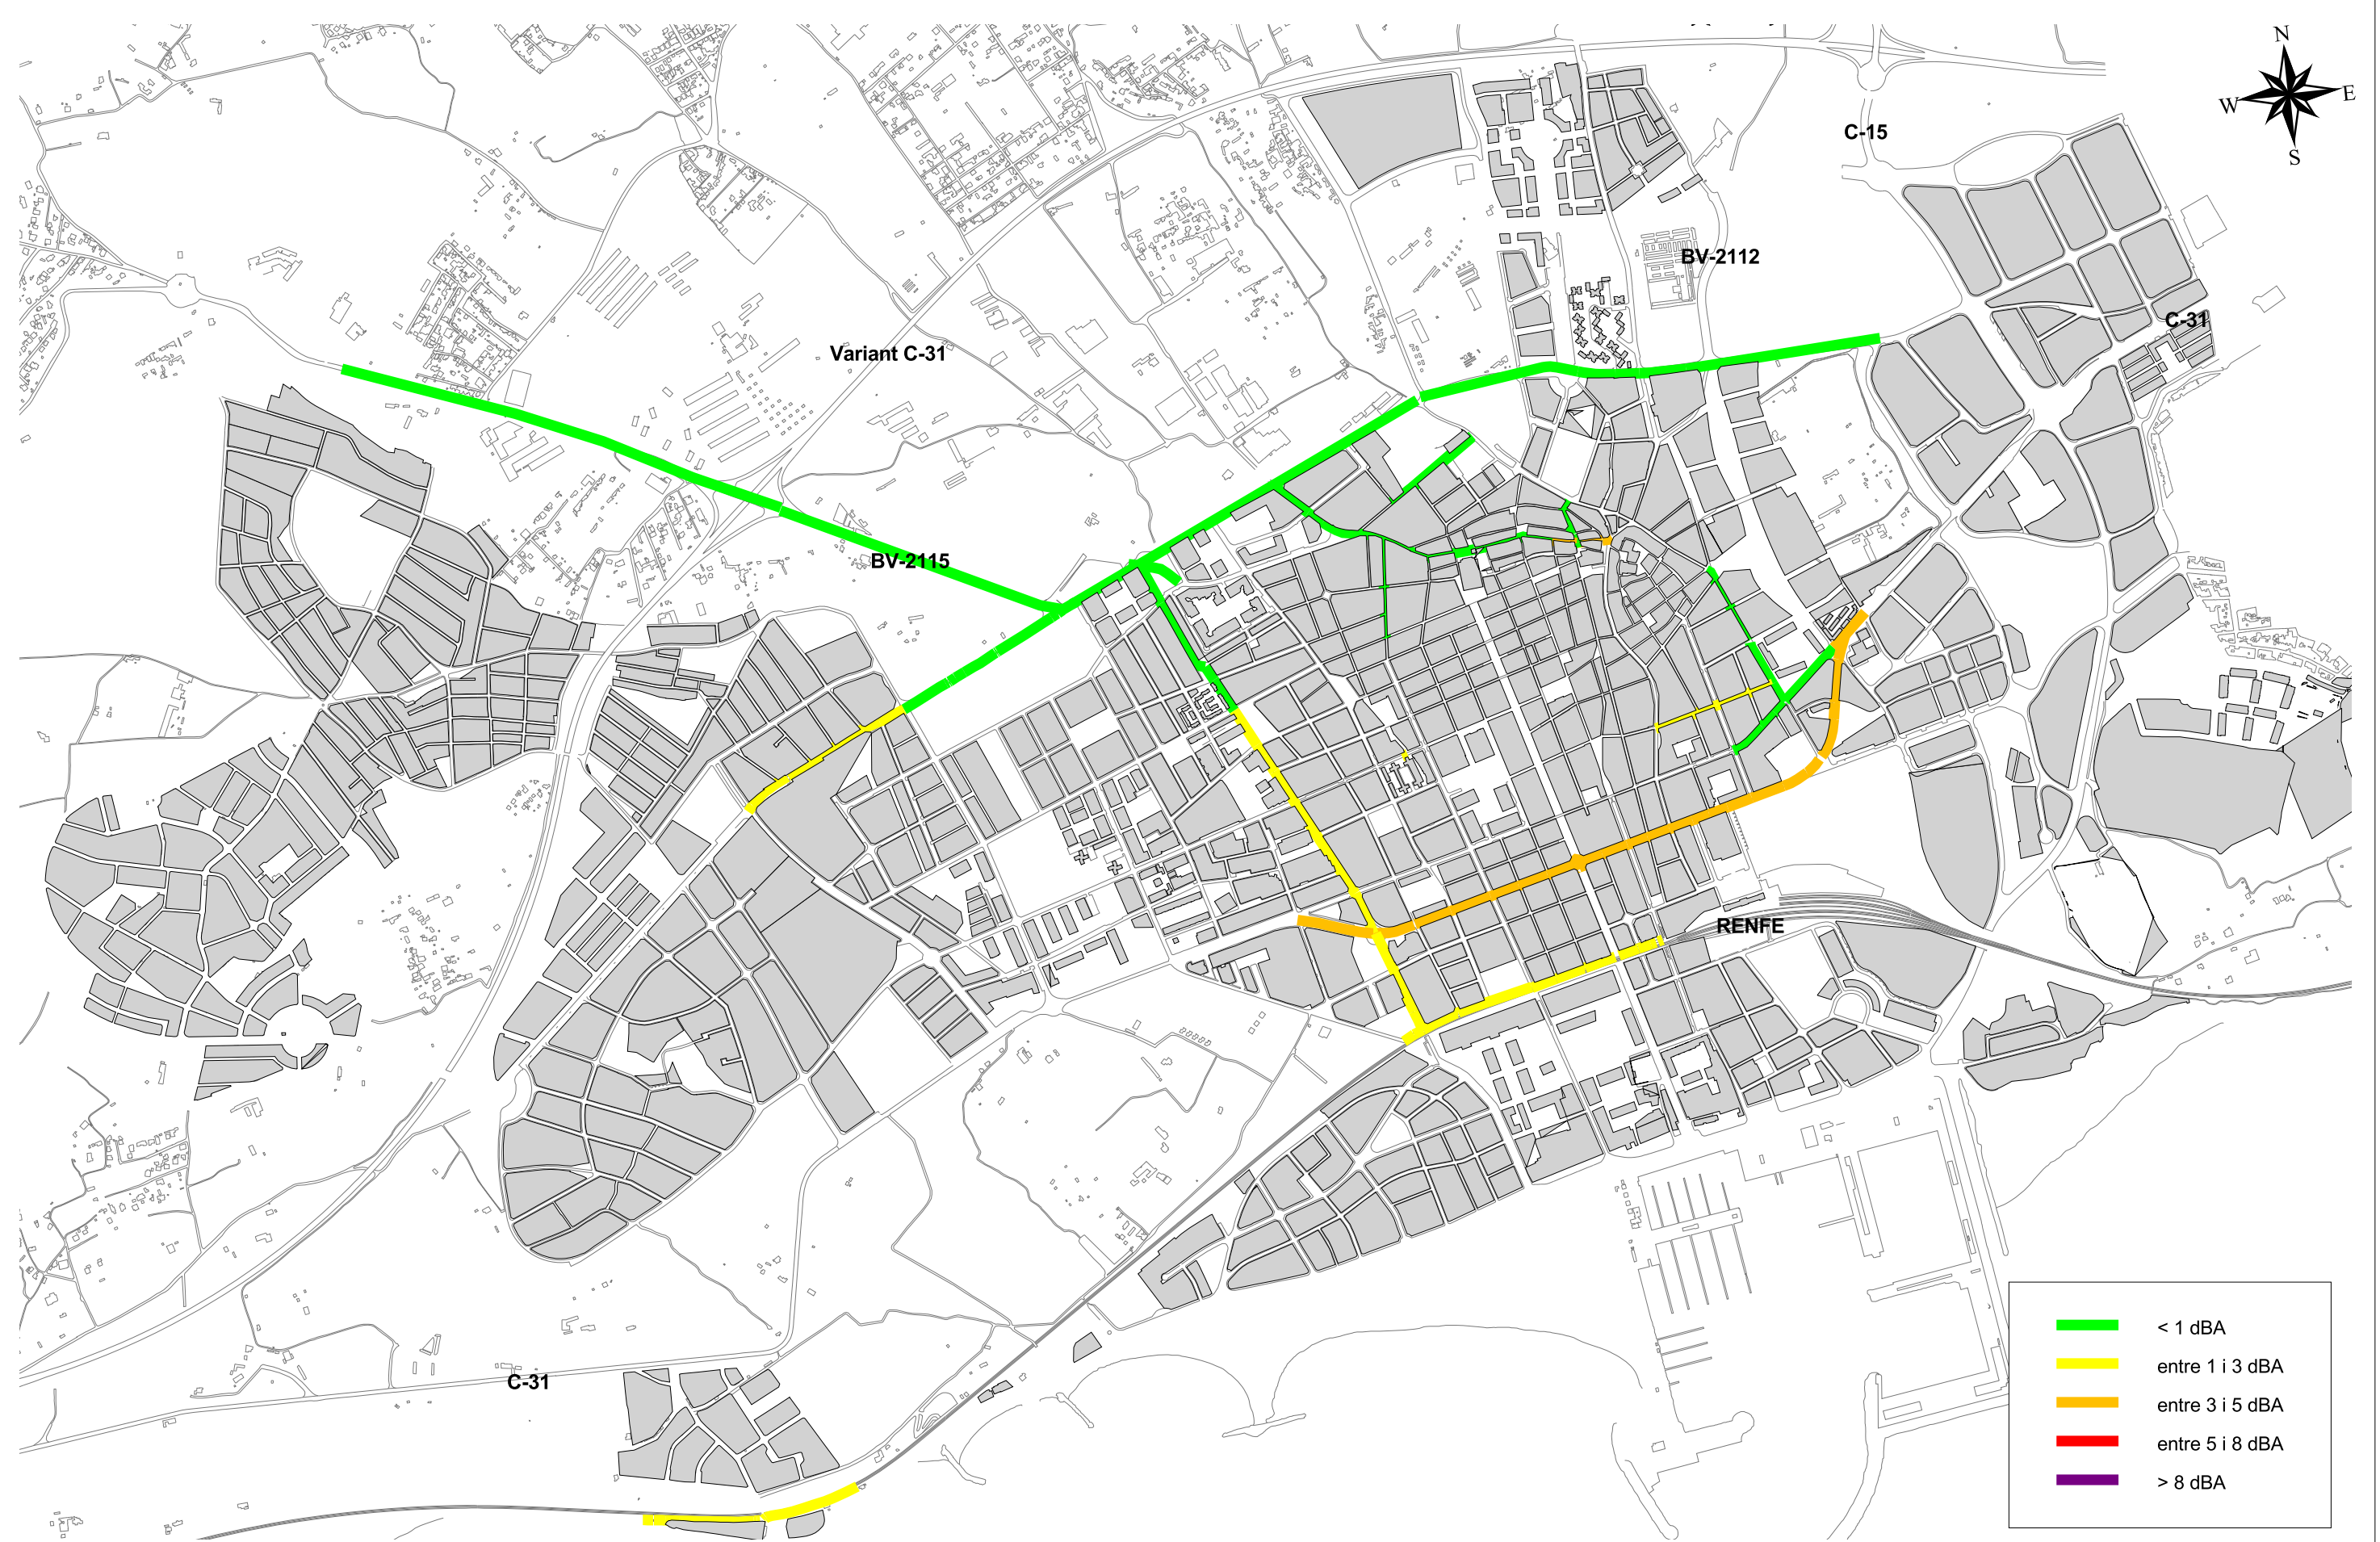 N
W
E
S
C-15
BV-2112
C-31
Variant C-31
BV-2115
RENFE
C-31
< 1 dBA
entre 1 i 3 dBA
entre 3 i 5 dBA
entre 5 i 8 dBA
> 8 dBA